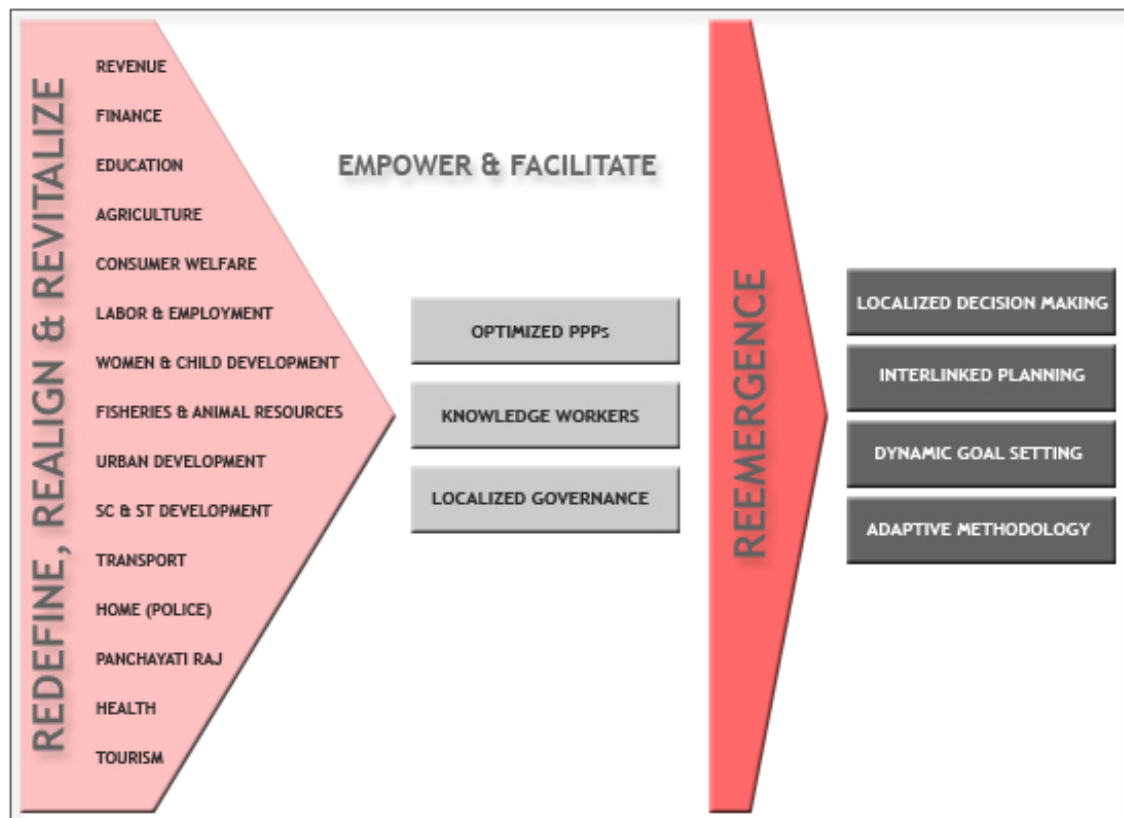 REDEFINE, REALIGN & REVITALIZE
REVENUE
FINANCE
EDUCATION
AGRICULTURE
CONSUMER WELFARE
LABOR & EMPLOYMENT
WOMEN & CHILD DEVELOPMENT
FISHERIES & ANIMAL RESOURCES
URBAN DEVELOPMENT
SC & ST DEVELOPMENT
TRANSPORT
HOME (POLICE)
PANCHAYATI RAJ
HEALTH
TOURISM
EMPOWER & FACILITATE
OPTIMIZED PPPs
KNOWLEDGE WORKERS
LOCALIZED GOVERNANCE
REEMERGENCE
LOCALIZED DECISION MAKING
INTERLINKED PLANNING
DYNAMIC GOAL SETTING
ADAPTIVE METHODOLOGY